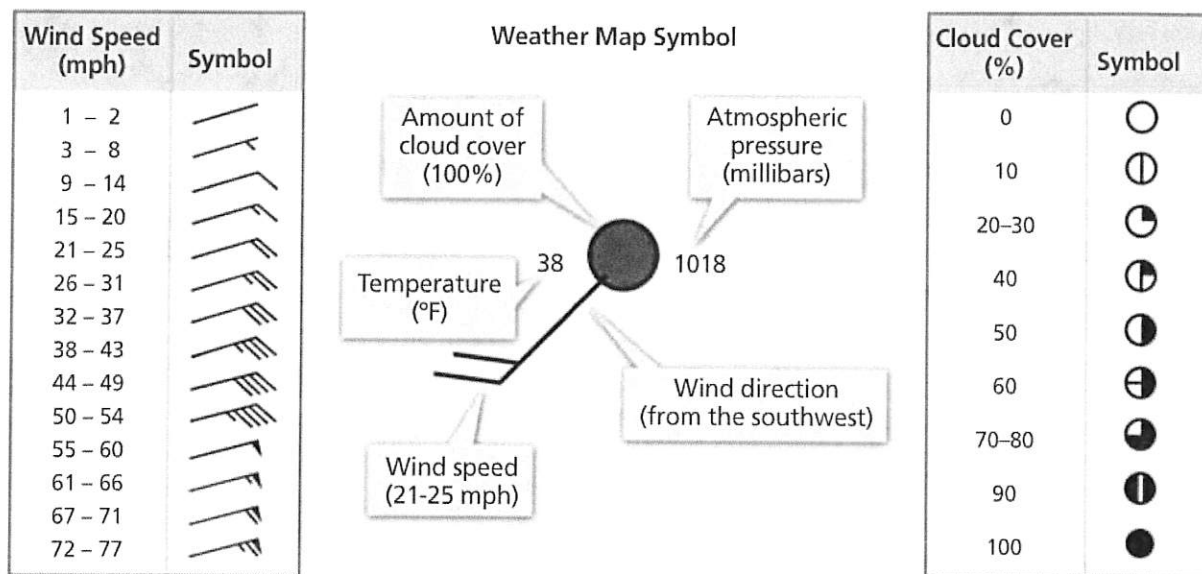 Wind Speed
(mph)
Symbol
1 – 2
3 – 8
9 – 14
15 – 20
21 – 25
26 – 31
32 – 37
38 – 43
44 – 49
50 – 54
55 – 60
61 – 66
67 – 71
72 – 77
Weather Map Symbol
Amount of
cloud cover
(100%)
Atmospheric
pressure
(millibars)
38
1018
Temperature
(°F)
Wind direction
(from the southwest)
Wind speed
(21-25 mph)
Cloud Cover
(%)
Symbol
0
10
20–30
40
50
60
70–80
90
100